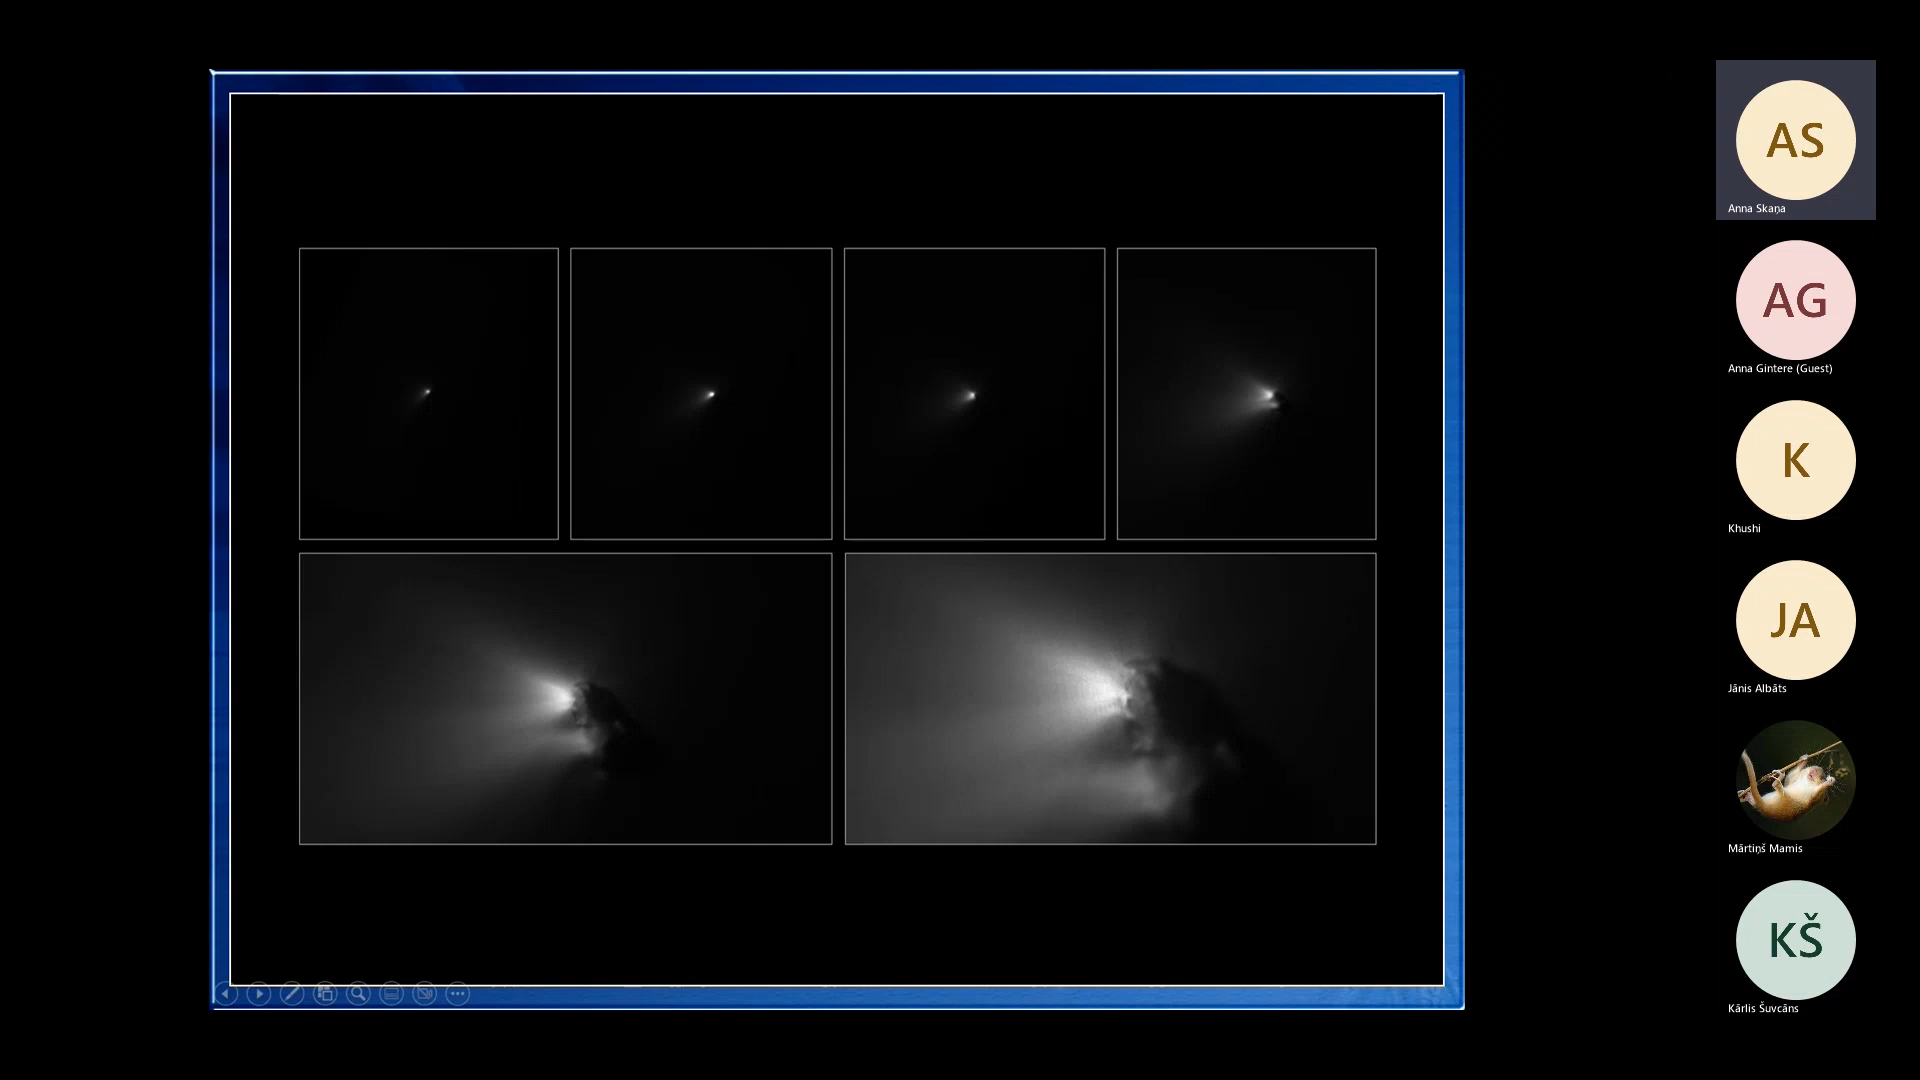 AS
Anna Skaņa
AG
Anna Gintere (Guest)
K
Khushi
JA
Jānis Albāts
Mārtiņš Mamis
KŠ
Kārlis Šuvcāns